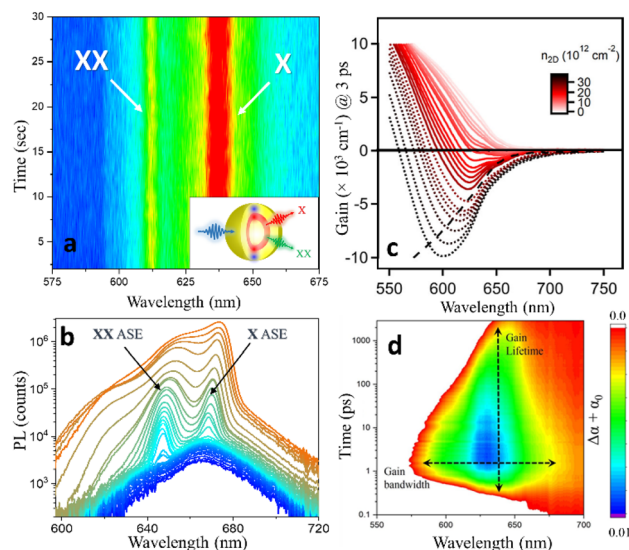 30
25
20
15
10
5
Time (sec)
XX
X
a
X
XX
575
600
625
650
675
Wavelength (nm)
10
5
0
-5
-10
Gain (× 10³ cm⁻¹) @ 3 ps
n2D (10¹² cm⁻²)
30
20
10
0
c
550
600
650
700
750
Wavelength (nm)
b
XX ASE
X ASE
10⁶
10⁵
10⁴
10³
PL (counts)
600
640
680
720
Wavelength (nm)
d
Gain
Lifetime
Gain
bandwidth
1000
100
10
1
0.1
Time (ps)
550
600
650
700
Wavelength (nm)
0.0
Δα + α₀
0.01